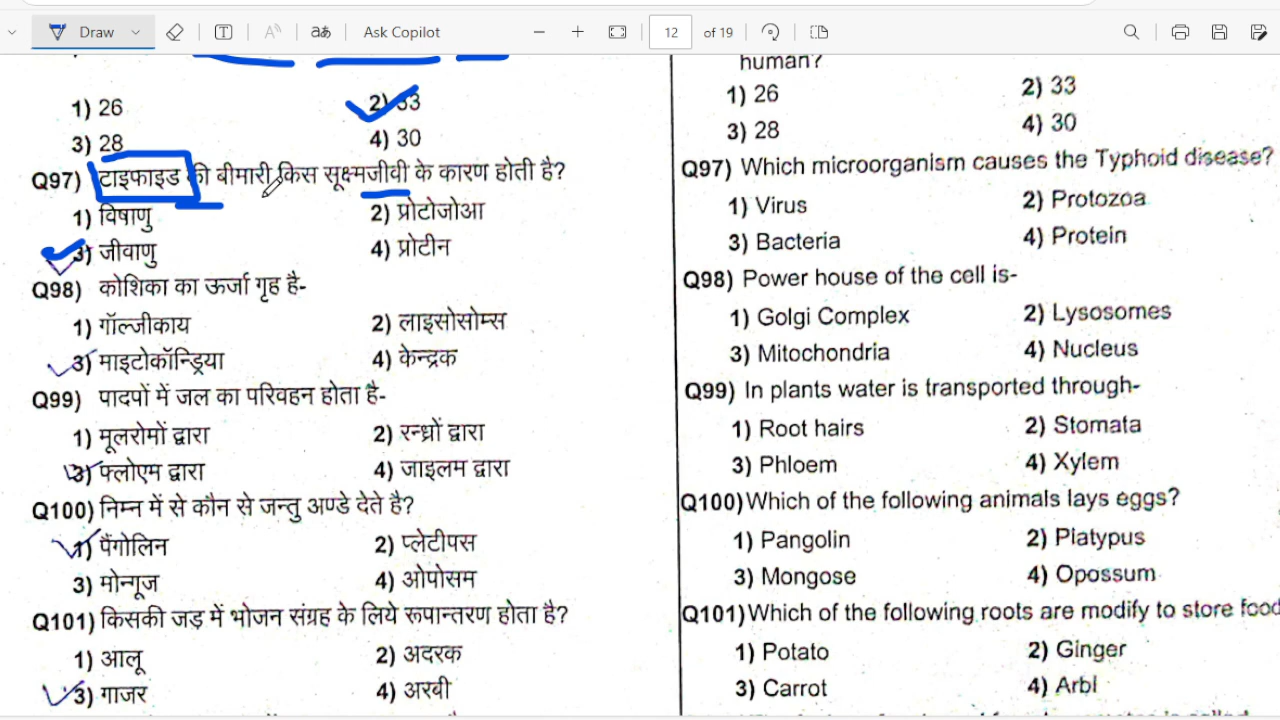 Draw
aあ
Ask Copilot
12 of 19
1) 26 2) 33
3) 28 4) 30
Q97) टाइफाइड की बीमारी किस सूक्ष्मजीवी के कारण होती है?
1) विषाणु 2) प्रोटोजोआ
3) जीवाणु 4) प्रोटीन
Q98) कोशिका का ऊर्जा गृह है-
1) गॉल्जीकाय 2) लाइसोसोम्स
3) माइटोकॉन्ड्रिया 4) केन्द्रक
Q99) पादपों में जल का परिवहन होता है-
1) मूलरोमों द्वारा 2) रन्ध्रों द्वारा
3) फ्लोएम द्वारा 4) जाइलम द्वारा
Q100) निम्न में से कौन से जन्तु अण्डे देते है?
1) पैंगोलिन 2) प्लेटीपस
3) मोन्गूज 4) ओपोसम
Q101) किसकी जड़ में भोजन संग्रह के लिये रूपान्तरण होता है?
1) आलू 2) अदरक
3) गाजर 4) अरबी
human?
1) 26 2) 33
3) 28 4) 30
Q97) Which microorganism causes the Typhoid disease?
1) Virus 2) Protozoa
3) Bacteria 4) Protein
Q98) Power house of the cell is-
1) Golgi Complex 2) Lysosomes
3) Mitochondria 4) Nucleus
Q99) In plants water is transported through-
1) Root hairs 2) Stomata
3) Phloem 4) Xylem
Q100) Which of the following animals lays eggs?
1) Pangolin 2) Platypus
3) Mongose 4) Opossum
Q101) Which of the following roots are modify to store food
1) Potato 2) Ginger
3) Carrot 4) Arbi